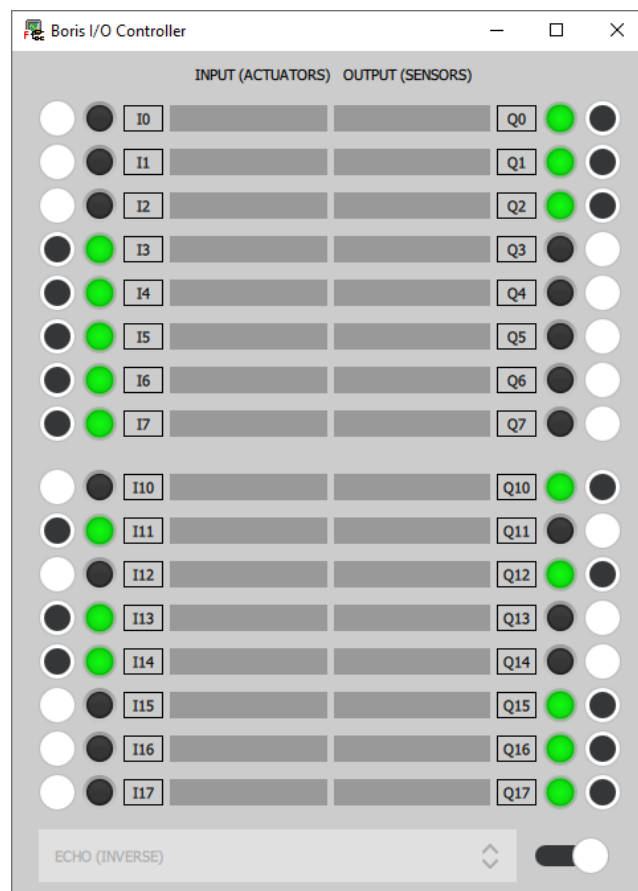 Boris I/O Controller
INPUT (ACTUATORS) OUTPUT (SENSORS)
I0 Q0
I1 Q1
I2 Q2
I3 Q3
I4 Q4
I5 Q5
I6 Q6
I7 Q7
I10 Q10
I11 Q11
I12 Q12
I13 Q13
I14 Q14
I15 Q15
I16 Q16
I17 Q17
ECHO (INVERSE)